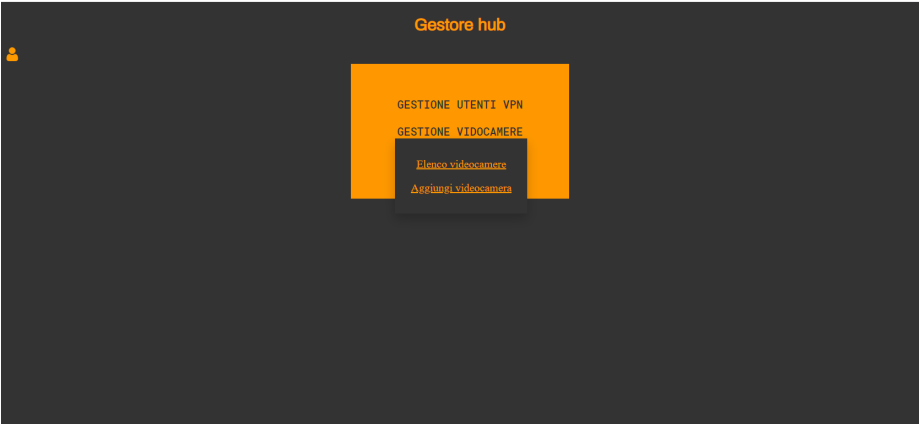 Gestore hub
GESTIONE UTENTI VPN
GESTIONE VIDOCAMERE
Elenco videocamere
Aggiungi videocamera